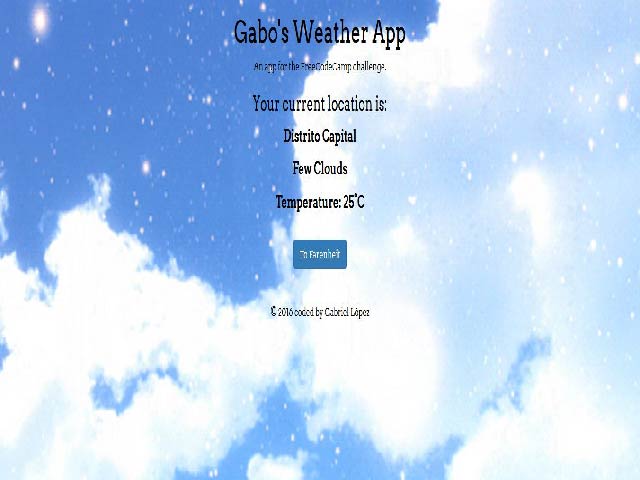 Gabo's Weather App
An app for the FreeCodeCamp challenge.
Your current location is:
Distrito Capital
Few Clouds
Temperature: 25°C
To Farenheit
© 2016 coded by Gabriel López